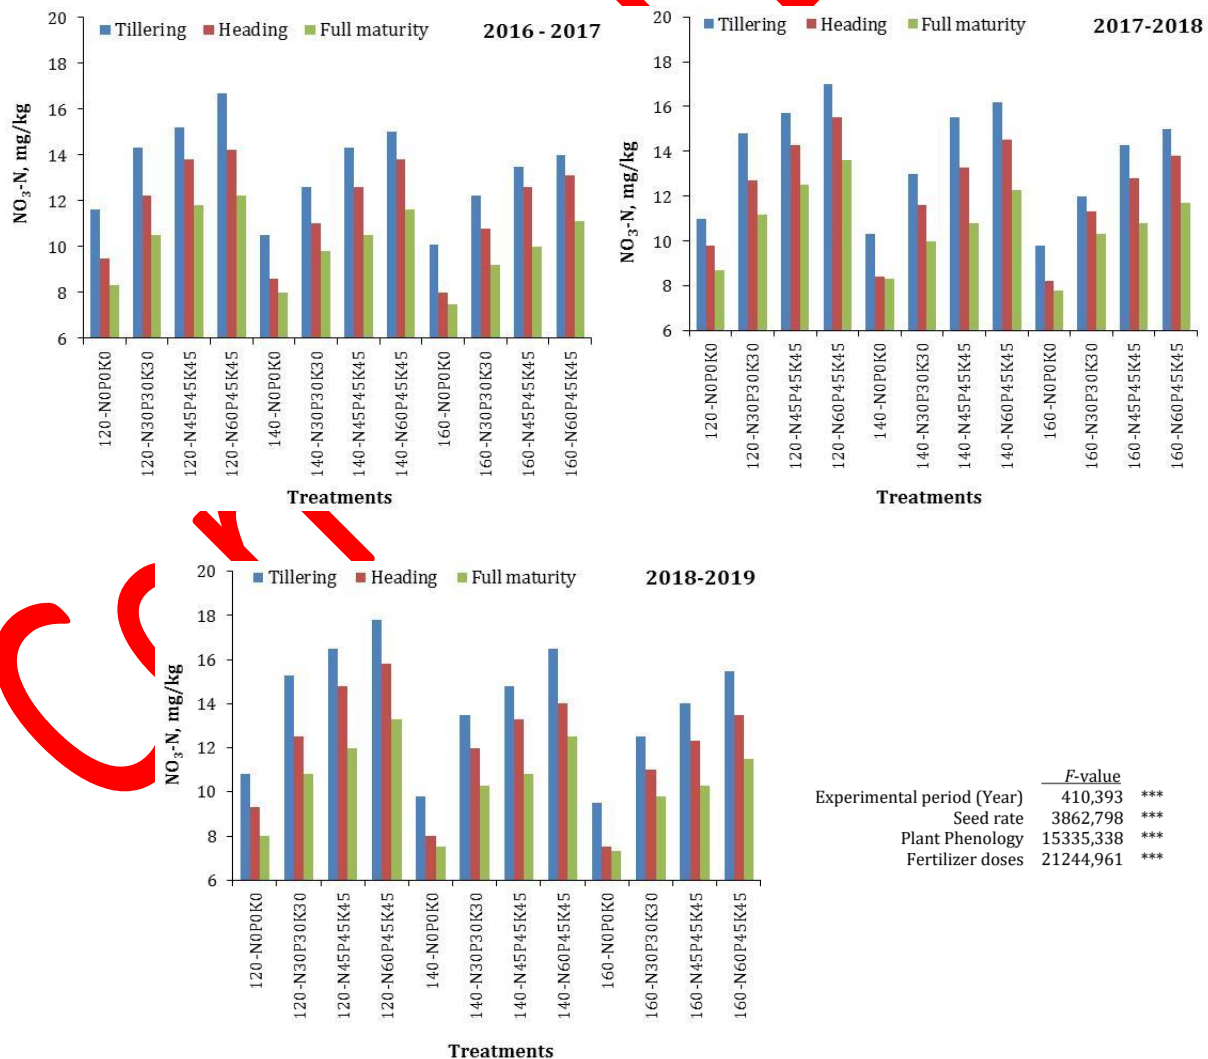 Tillering Heading Full maturity 2016 - 2017
NO3-N, mg/kg
20
18
16
14
12
10
8
6
120-N0P0K0
120-N30P30K30
120-N45P45K45
120-N60P45K45
140-N0P0K0
140-N30P30K30
140-N45P45K45
140-N60P45K45
160-N0P0K0
160-N30P30K30
160-N45P45K45
160-N60P45K45
Treatments
Tillering Heading Full maturity 2017-2018
NO3-N, mg/kg
20
18
16
14
12
10
8
6
120-N0P0K0
120-N30P30K30
120-N45P45K45
120-N60P45K45
140-N0P0K0
140-N30P30K30
140-N45P45K45
140-N60P45K45
160-N0P0K0
160-N30P30K30
160-N45P45K45
160-N60P45K45
Treatments
Tillering Heading Full maturity 2018-2019
NO3-N, mg/kg
20
18
16
14
12
10
8
6
120-N0P0K0
120-N30P30K30
120-N45P45K45
120-N60P45K45
140-N0P0K0
140-N30P30K30
140-N45P45K45
140-N60P45K45
160-N0P0K0
160-N30P30K30
160-N45P45K45
160-N60P45K45
Treatments
F-value
Experimental period (Year) 410,393 ***
Seed rate 3862,798 ***
Plant Phenology 15335,338 ***
Fertilizer doses 21244,961 ***